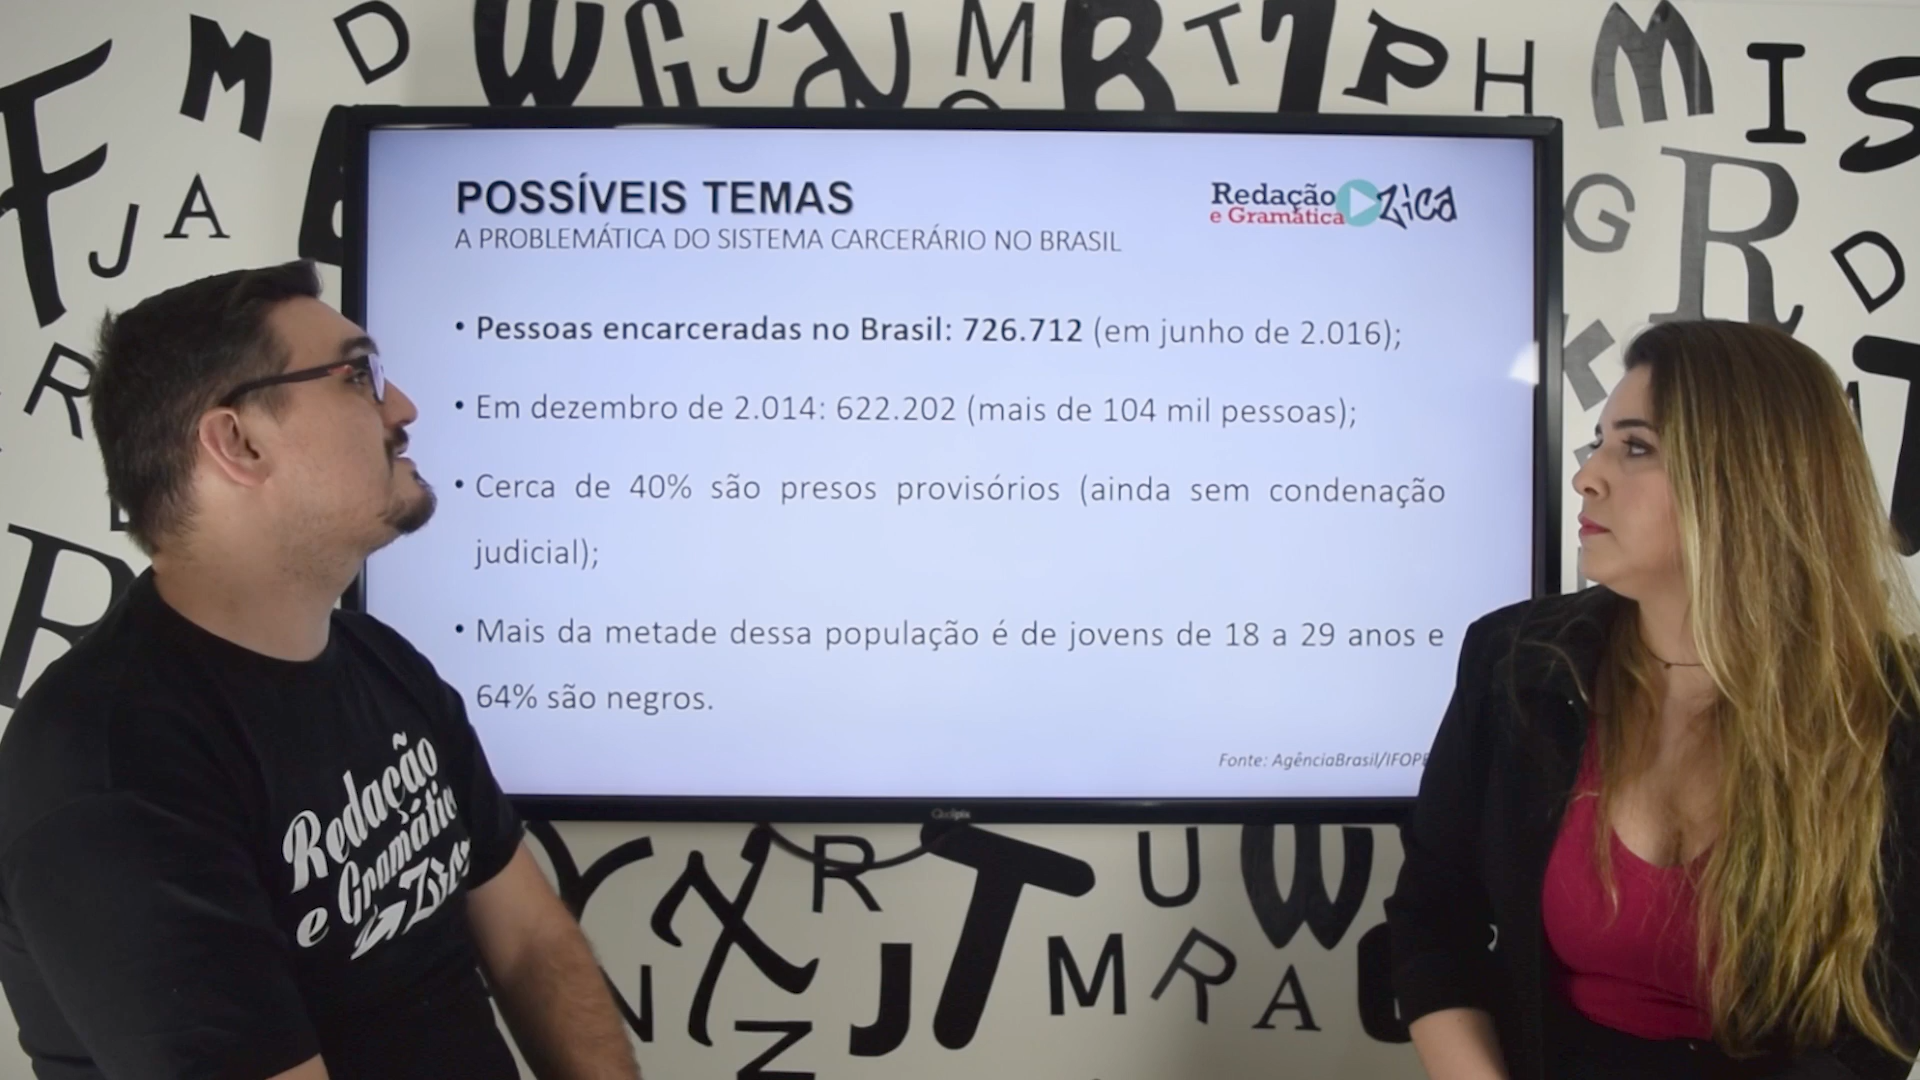 POSSÍVEIS TEMAS
A PROBLEMÁTICA DO SISTEMA CARCERÁRIO NO BRASIL
Redação
e Gramática
Zica
• Pessoas encarceradas no Brasil: 726.712 (em junho de 2.016);
• Em dezembro de 2.014: 622.202 (mais de 104 mil pessoas);
• Cerca de 40% são presos provisórios (ainda sem condenação
judicial);
• Mais da metade dessa população é de jovens de 18 a 29 anos e
64% são negros.
Fonte: AgênciaBrasil/
Redação
e Gramática
Zica